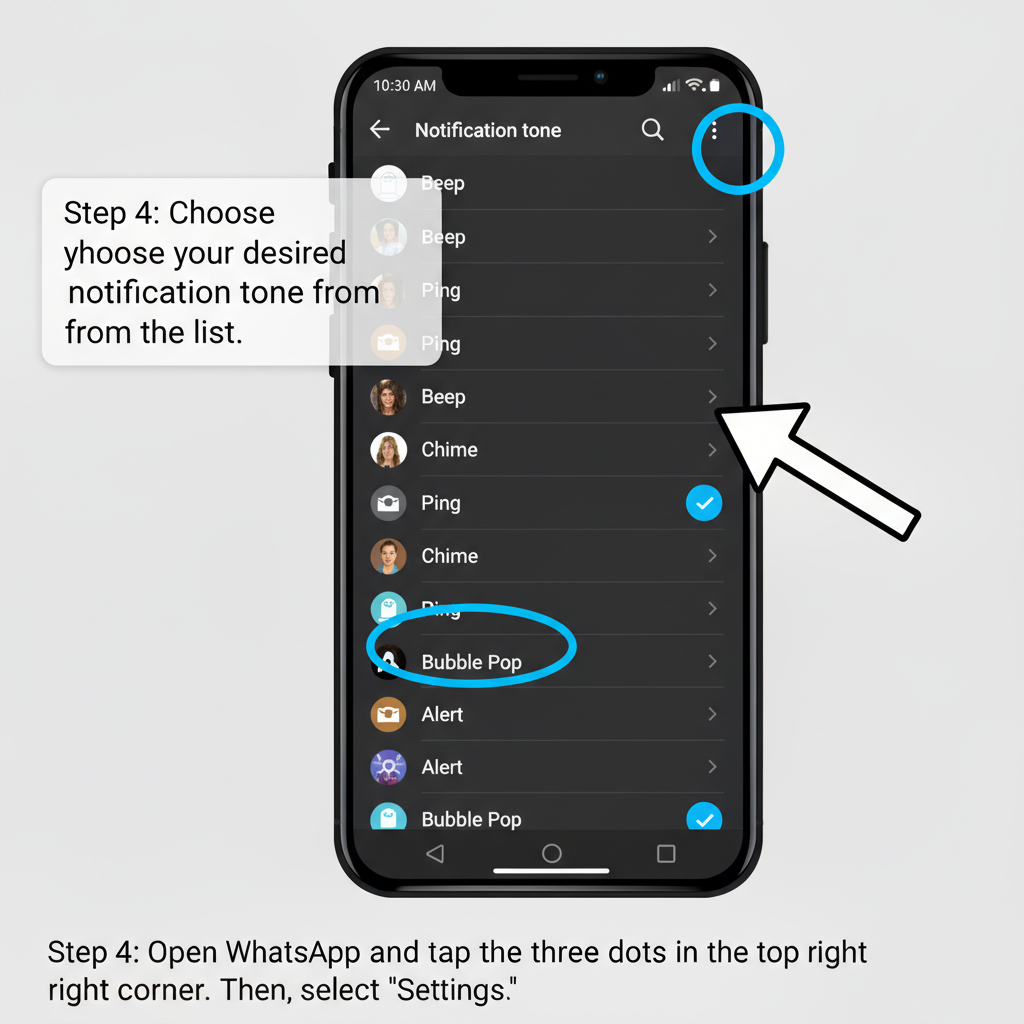 10:30 AM
Notification tone
Beep
Step 4: Choose
yhoose your desired
notification tone from
from the list.
Beep
Ping
Ping
Beep
Chime
Ping
Chime
Ping
Bubble Pop
Alert
Alert
Bubble Pop
Step 4: Open WhatsApp and tap the three dots in the top right
right corner. Then, select "Settings."